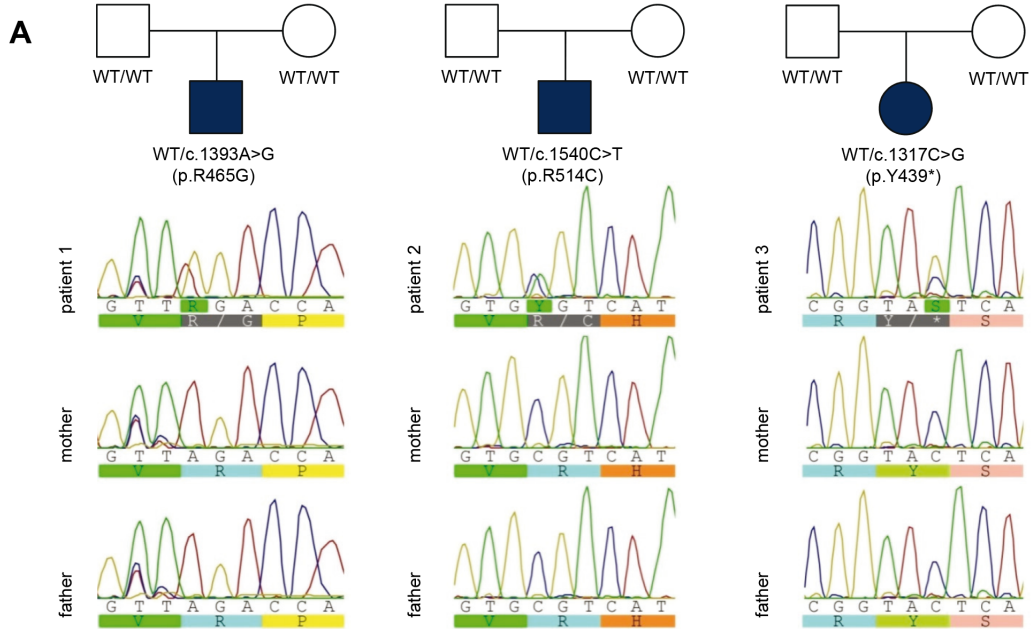 A
WT/WT WT/WT
WT/c.1393A>G
(p.R465G)
WT/WT WT/WT
WT/c.1540C>T
(p.R514C)
WT/WT WT/WT
WT/c.1317C>G
(p.Y439*)
patient 1
G T T R G A C C A
V R / G P
patient 2
G T G Y G T C A T
V R / C H
patient 3
C G G T A S T C A
R Y / * S
mother
G T T A G A C C A
V R P
mother
G T G C G T C A T
V R H
mother
C G G T A C T C A
R Y S
father
G T T A G A C C A
V R P
father
G T G C G T C A T
V R H
father
C G G T A C T C A
R Y S